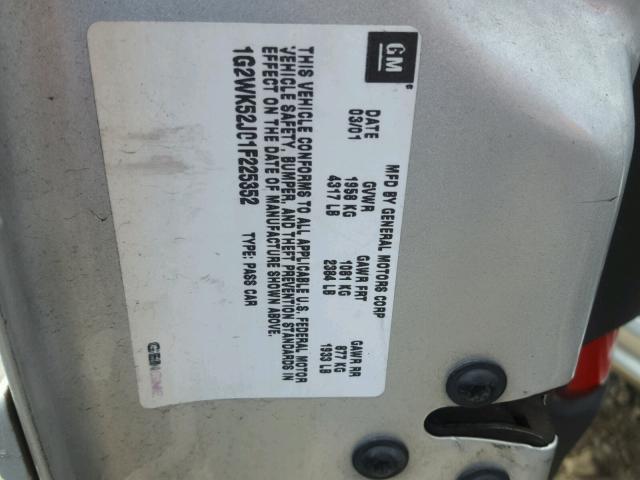 GM
MFD BY GENERAL MOTORS CORP
DATE GVWR GAWR FRT GAWR RR
03/01 1958 KG 1081 KG 877 KG
4317 LB 2384 LB 1933 LB
THIS VEHICLE CONFORMS TO ALL APPLICABLE U.S. FEDERAL MOTOR
VEHICLE SAFETY, BUMPER, AND THEFT PREVENTION STANDARDS IN
EFFECT ON THE DATE OF MANUFACTURE SHOWN ABOVE.
1G2WK52J01F225352 TYPE: PASS CAR